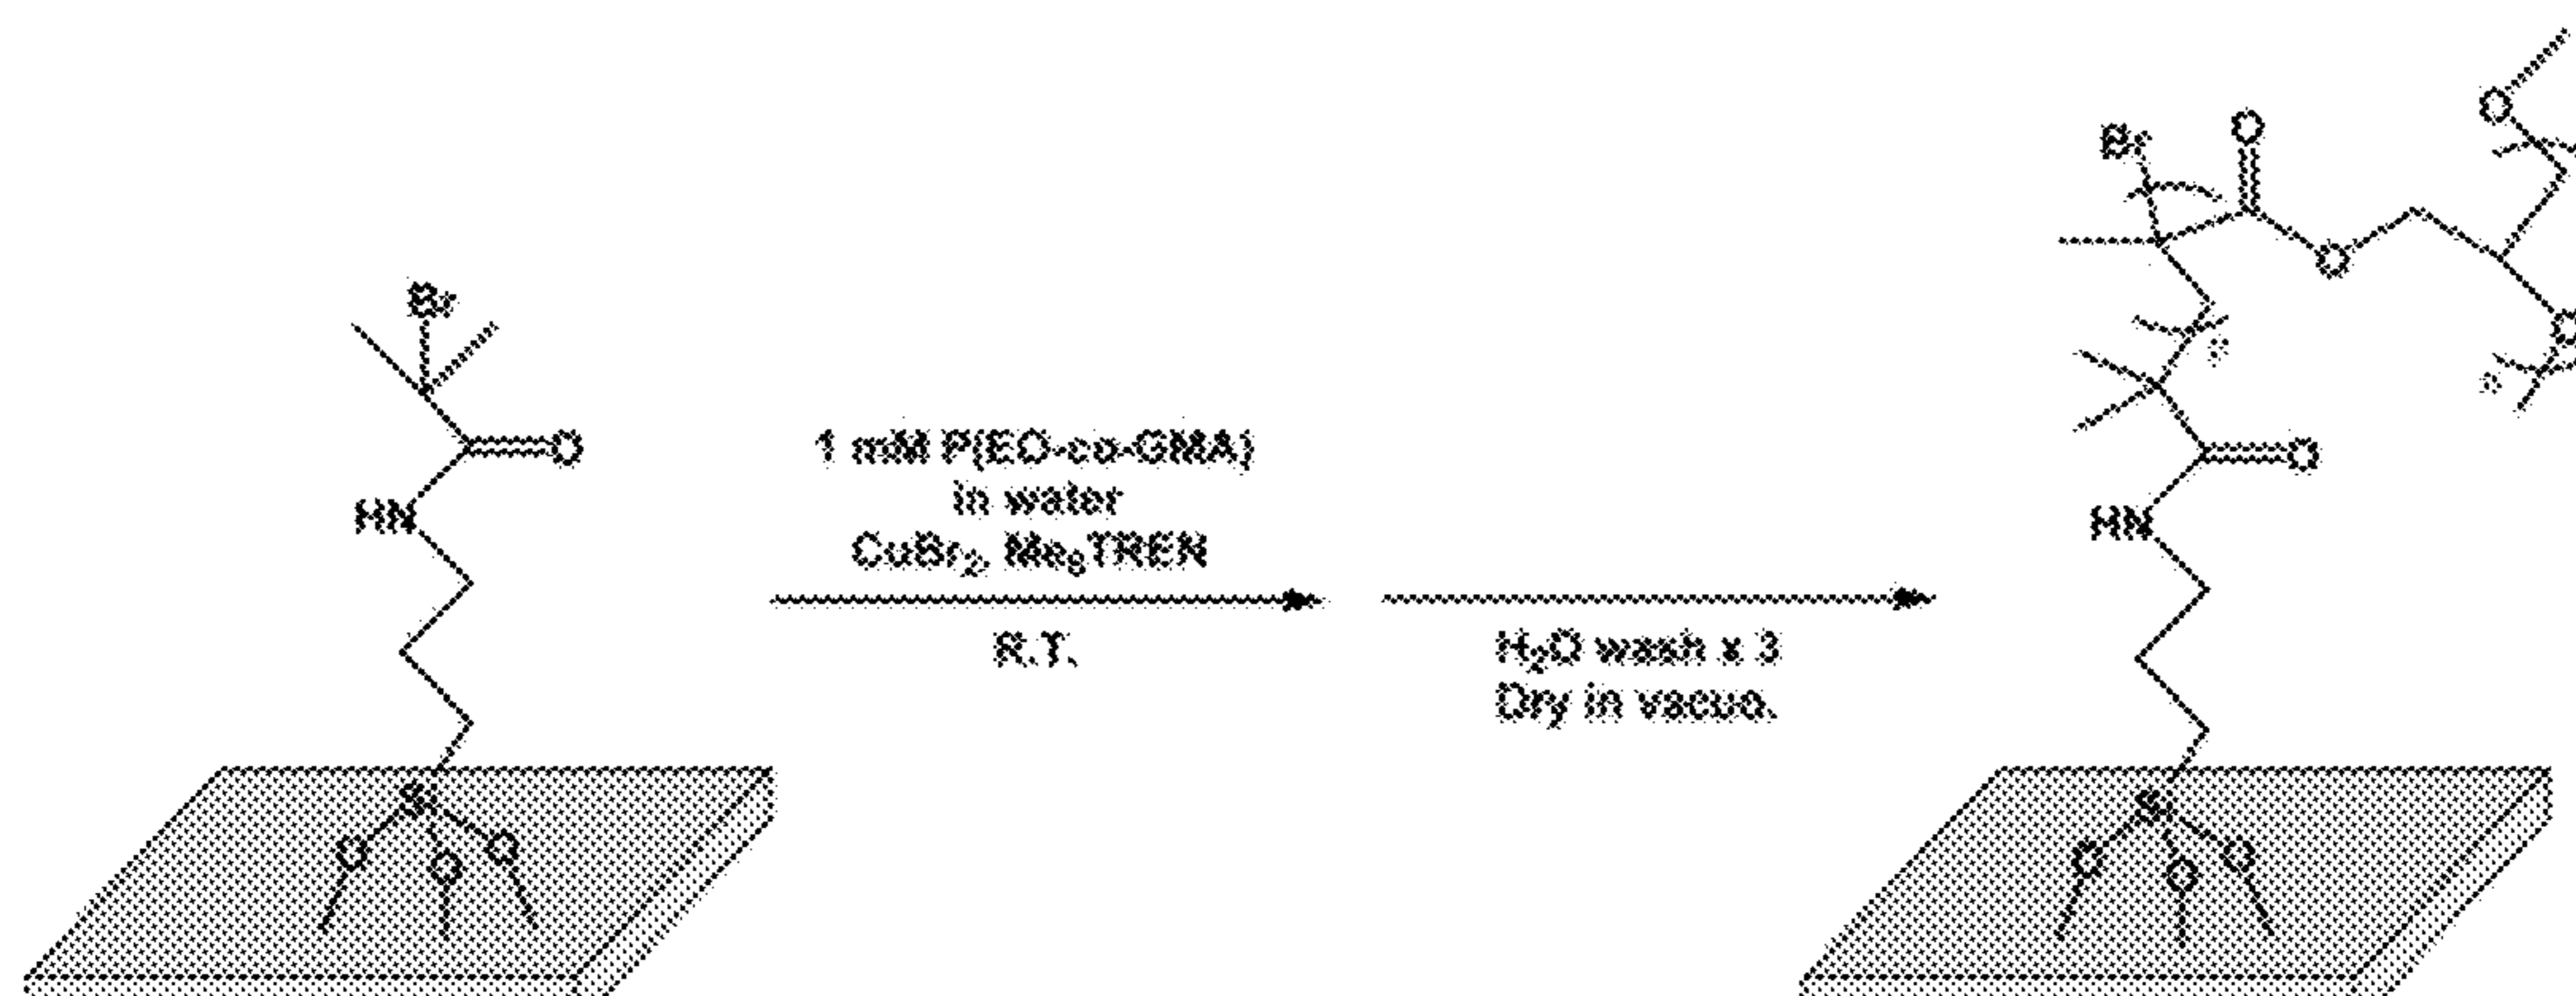 Br
O
HN
Si
O
O
O
1 mM P(EO-co-GMA)
in water
CuBr2, Me6TREN
R.T.
H2O wash x 3
Dry in vacuo.
Br
O
O
O
O
n
O
HN
Si
O
O
O